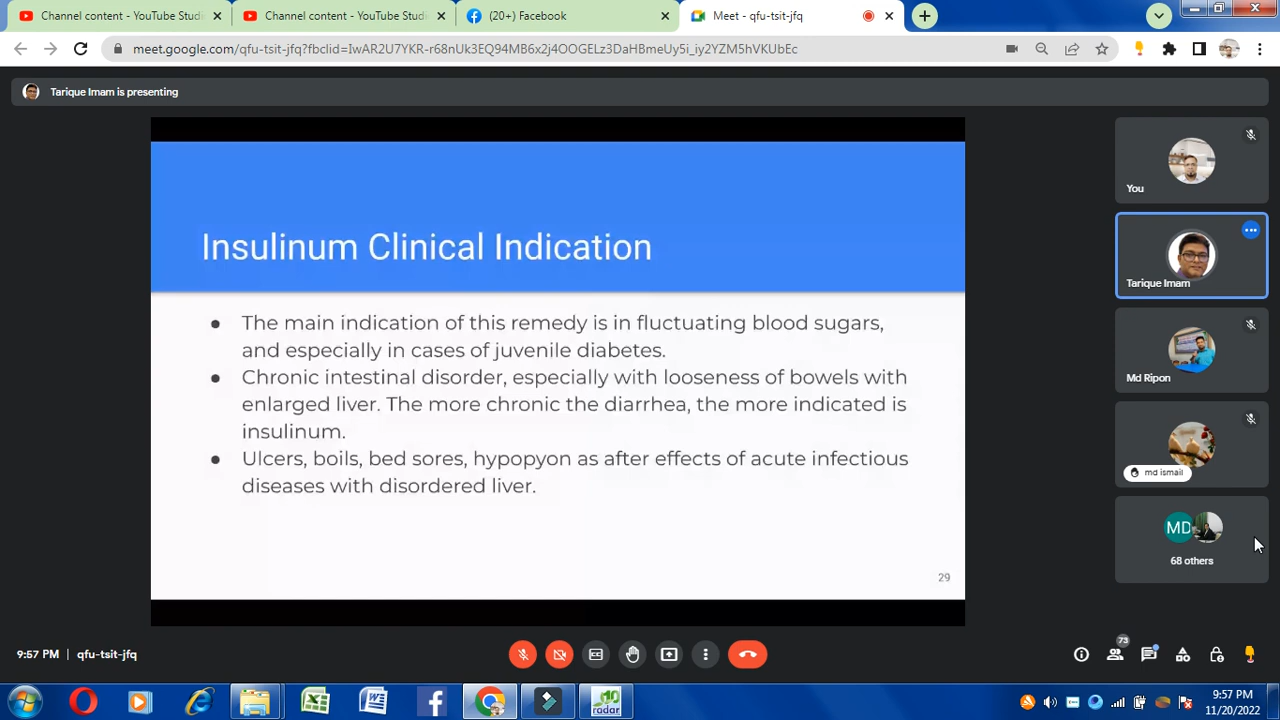 Channel content - YouTube Studi
Channel content - YouTube Studi
(20+) Facebook
Meet - qfu-tsit-jfq
meet.google.com/qfu-tsit-jfq?fbclid=IwAR2U7YKR-r68nUk3EQ94MB6x2j4OOGELz3DaHBmeUy5i_iy2YZM5hVKUbEc
Tarique Imam is presenting
Insulinum Clinical Indication
● The main indication of this remedy is in fluctuating blood sugars,
and especially in cases of juvenile diabetes.
● Chronic intestinal disorder, especially with looseness of bowels with
enlarged liver. The more chronic the diarrhea, the more indicated is
insulinum.
● Ulcers, boils, bed sores, hypopyon as after effects of acute infectious
diseases with disordered liver.
29
You
Tarique Imam
Md Ripon
md ismail
MD
68 others
9:57 PM | qfu-tsit-jfq
73
10
radar
9:57 PM
11/20/2022